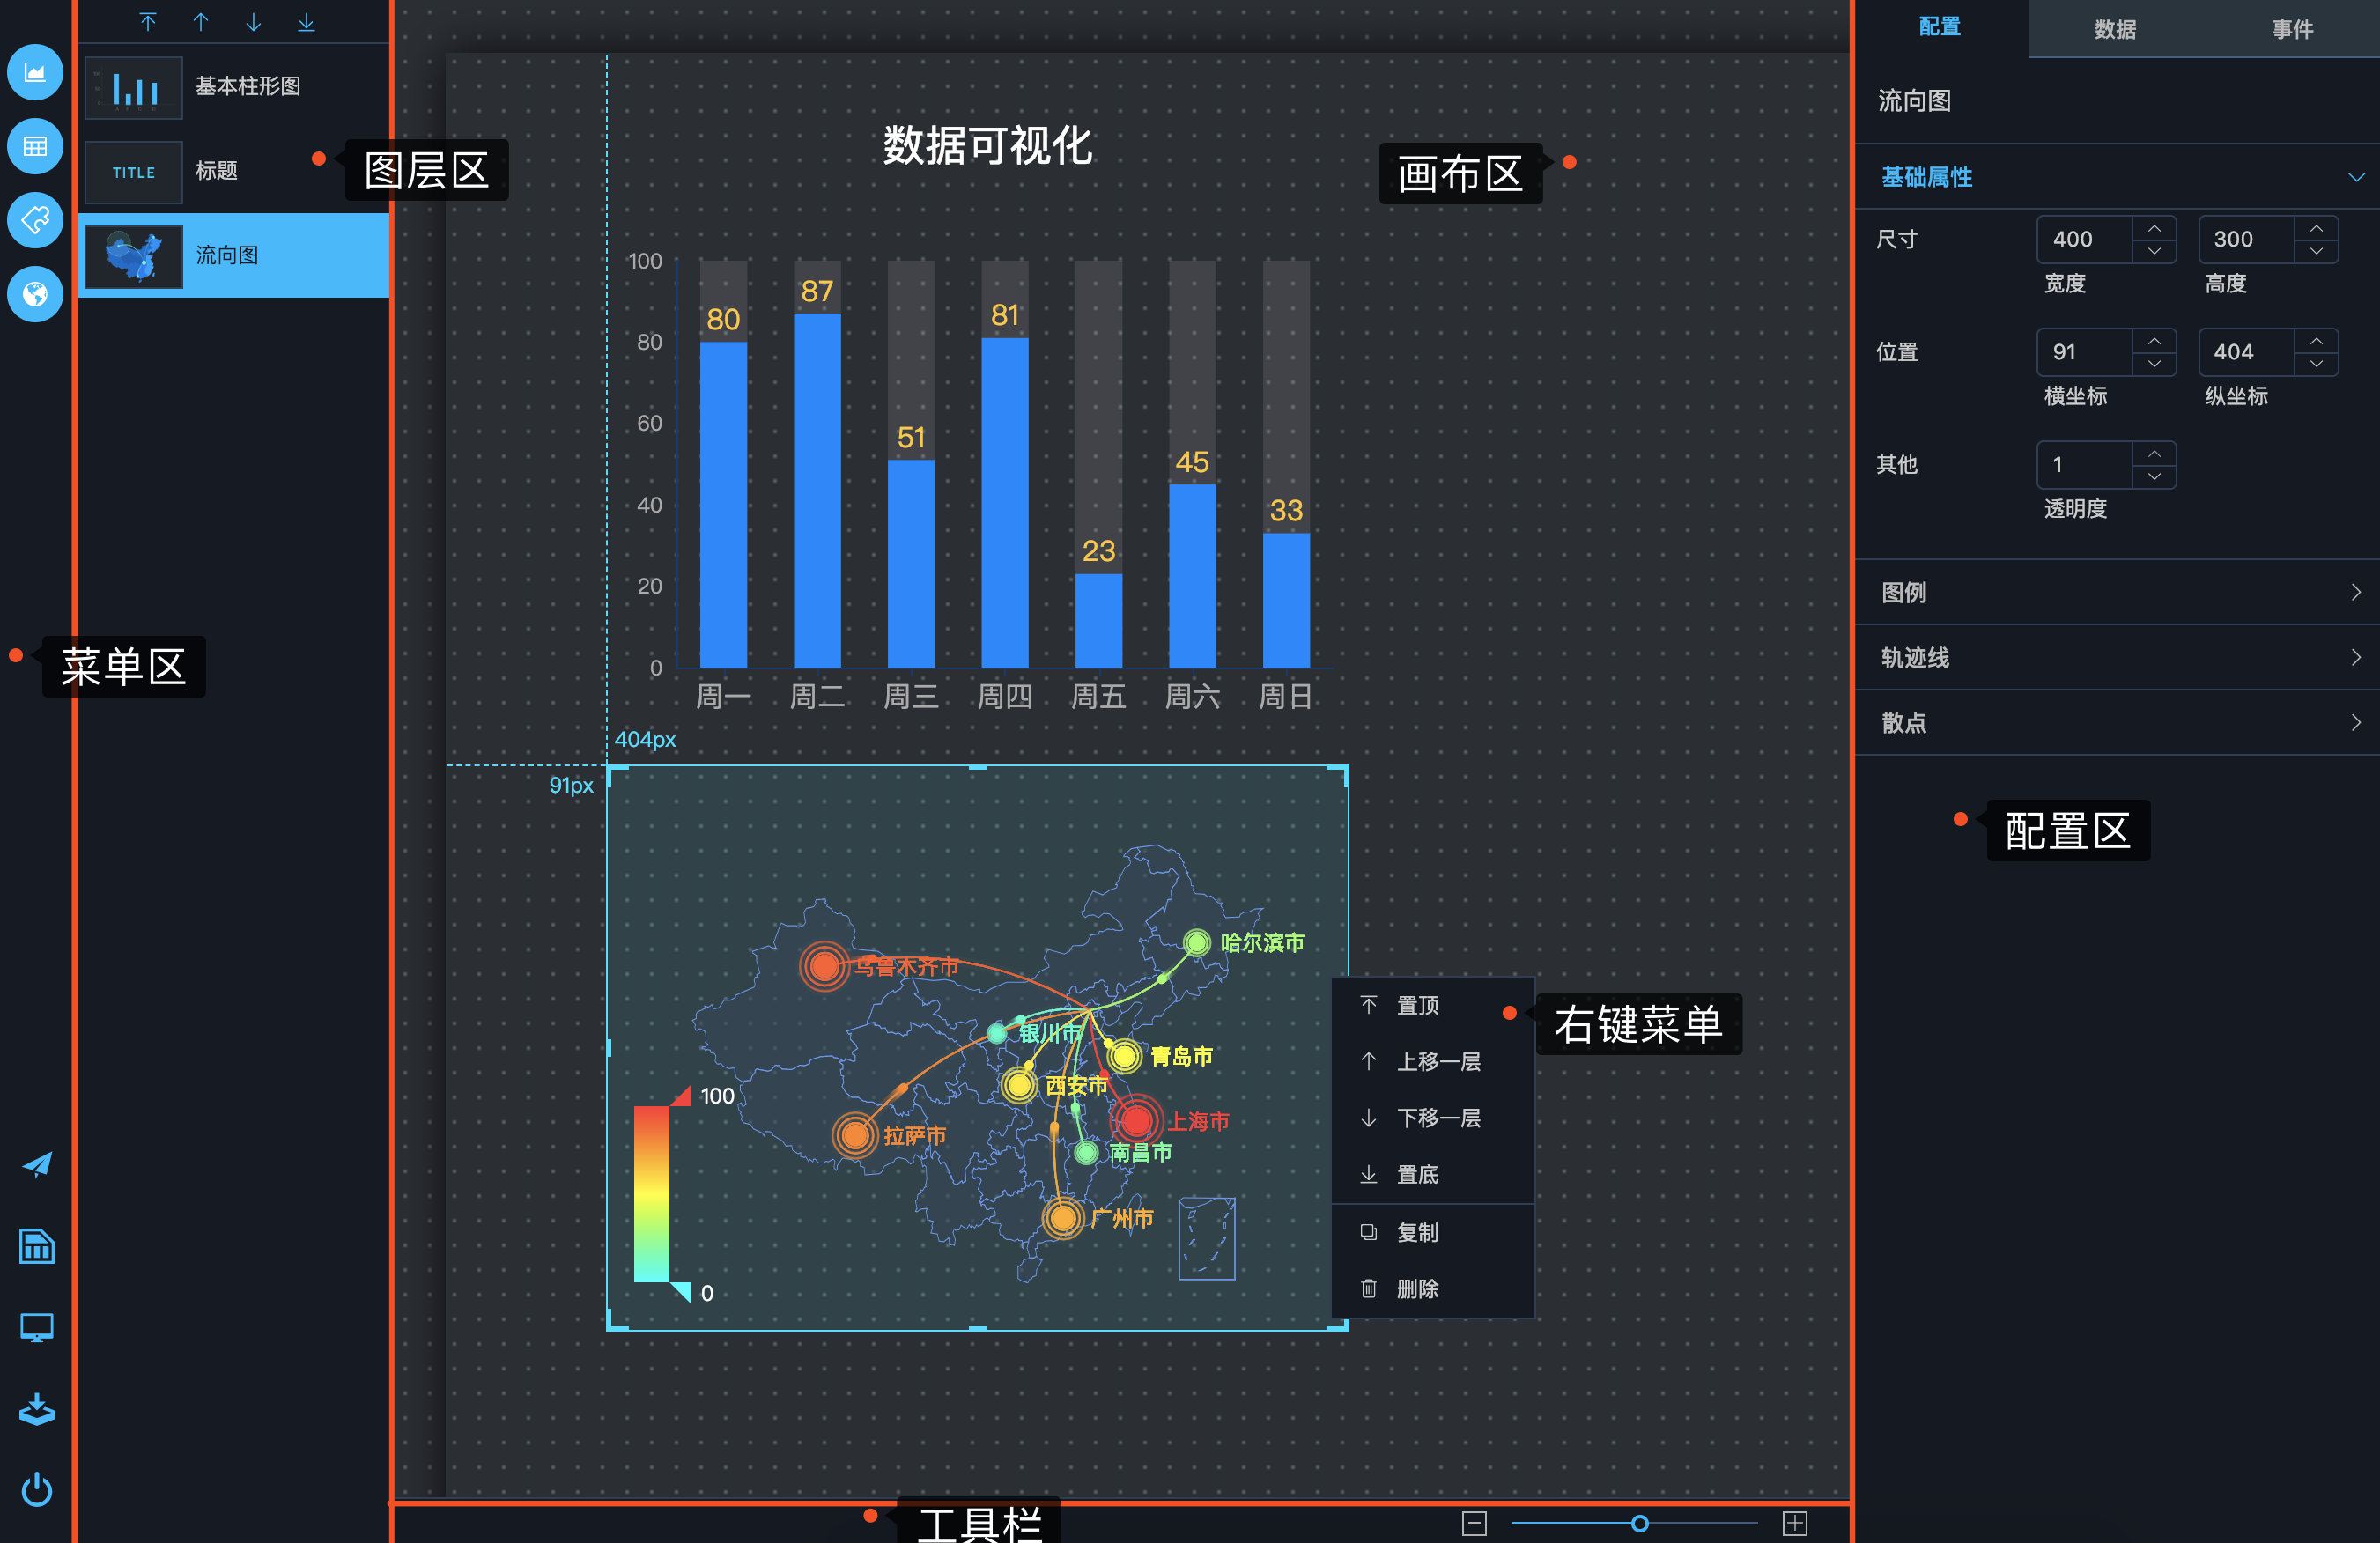 基本柱形图
TITLE
标题
流向图
图层区
菜单区
数据可视化
画布区
100
80
60
40
20
0
80
87
51
81
23
45
33
周一
周二
周三
周四
周五
周六
周日
404px
91px
哈尔滨市
乌鲁木齐市
银川市
青岛市
西安市
上海市
拉萨市
南昌市
广州市
100
0
置顶
上移一层
下移一层
置底
复制
删除
右键菜单
工具栏
配置
数据
事件
流向图
基础属性
尺寸
400
300
宽度
高度
位置
91
404
横坐标
纵坐标
其他
1
透明度
图例
轨迹线
散点
配置区